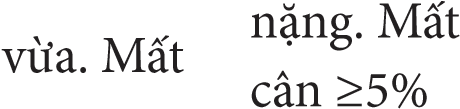 vừa. Mất
nặng. Mất
cân ≥5%